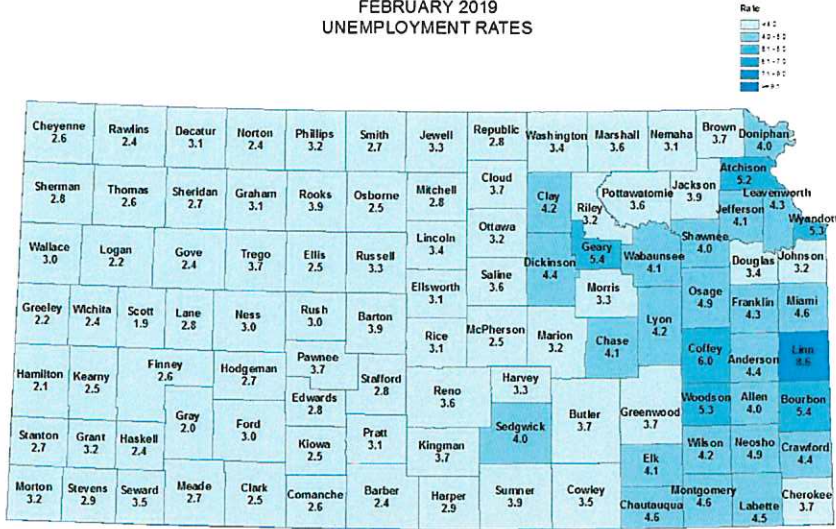 FEBRUARY 2019
UNEMPLOYMENT RATES
Rate
Cheyenne 2.6
Rawlins 2.4
Decatur 3.1
Norton 2.4
Phillips 3.2
Smith 2.7
Jewell 3.3
Republic 2.8
Washington 3.4
Marshall 3.6
Nemaha 3.1
Brown 3.7
Doniphan 4.0
Atchison 5.2
Sherman 2.8
Thomas 2.6
Sheridan 2.7
Graham 3.1
Rooks 3.9
Osborne 2.5
Mitchell 2.8
Cloud 3.7
Clay 4.2
Riley 3.2
Pottawatomie 3.6
Jackson 3.9
Jefferson 4.1
Leavenworth 4.3
Wyandott 5.3
Wallace 3.0
Logan 2.2
Gove 2.4
Trego 3.7
Ellis 2.5
Russell 3.3
Lincoln 3.4
Ottawa 3.2
Dickinson 4.4
Geary 5.4
Wabaunsee 4.1
Shawnee 4.0
Douglas 3.4
Johnson 3.2
Ellsworth 3.1
Saline 3.6
Morris 3.3
Osage 4.9
Franklin 4.3
Miami 4.6
Greeley 2.2
Wichita 2.4
Scott 1.9
Lane 2.8
Ness 3.0
Rush 3.0
Barton 3.9
Rice 3.1
McPherson 2.5
Marion 3.2
Chase 4.1
Lyon 4.2
Coffey 6.0
Anderson 4.4
Linn 8.6
Hamilton 2.1
Kearny 2.5
Finney 2.6
Hodgeman 2.7
Pawnee 3.7
Stafford 2.8
Reno 3.6
Harvey 3.3
Edwards 2.8
Gray 2.0
Ford 3.0
Sedgwick 4.0
Butler 3.7
Greenwood 3.7
Woodson 5.3
Allen 4.0
Bourbon 5.4
Stanton 2.7
Grant 3.2
Haskell 2.4
Kiowa 2.5
Pratt 3.1
Kingman 3.7
Elk 4.1
Wilson 4.2
Neosho 4.9
Crawford 4.4
Morton 3.2
Stevens 2.9
Seward 3.5
Meade 2.7
Clark 2.5
Comanche 2.6
Barber 2.4
Harper 2.9
Sumner 3.9
Cowley 3.5
Chautauqua 4.6
Montgomery 4.6
Labette 4.5
Cherokee 3.7